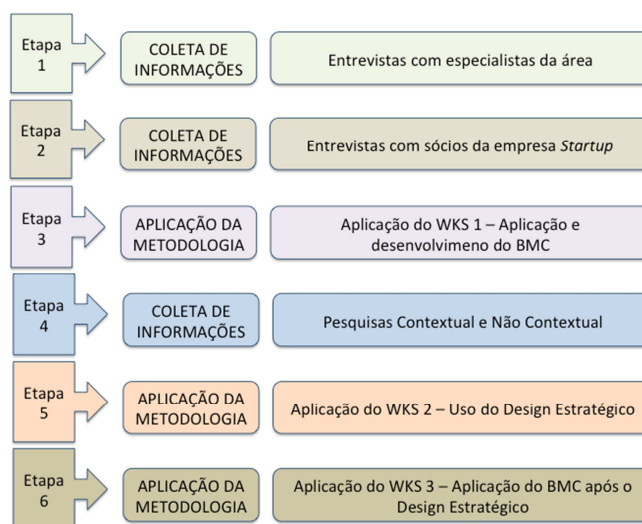 Etapa
1
COLETA DE
INFORMAÇÕES
Entrevistas com especialistas da área
Etapa
2
COLETA DE
INFORMAÇÕES
Entrevistas com sócios da empresa Startup
Etapa
3
APLICAÇÃO DA
METODOLOGIA
Aplicação do WKS 1 – Aplicação e
desenvolvimeno do BMC
Etapa
4
COLETA DE
INFORMAÇÕES
Pesquisas Contextual e Não Contextual
Etapa
5
APLICAÇÃO DA
METODOLOGIA
Aplicação do WKS 2 – Uso do Design Estratégico
Etapa
6
APLICAÇÃO DA
METODOLOGIA
Aplicação do WKS 3 – Aplicação do BMC após o
Design Estratégico